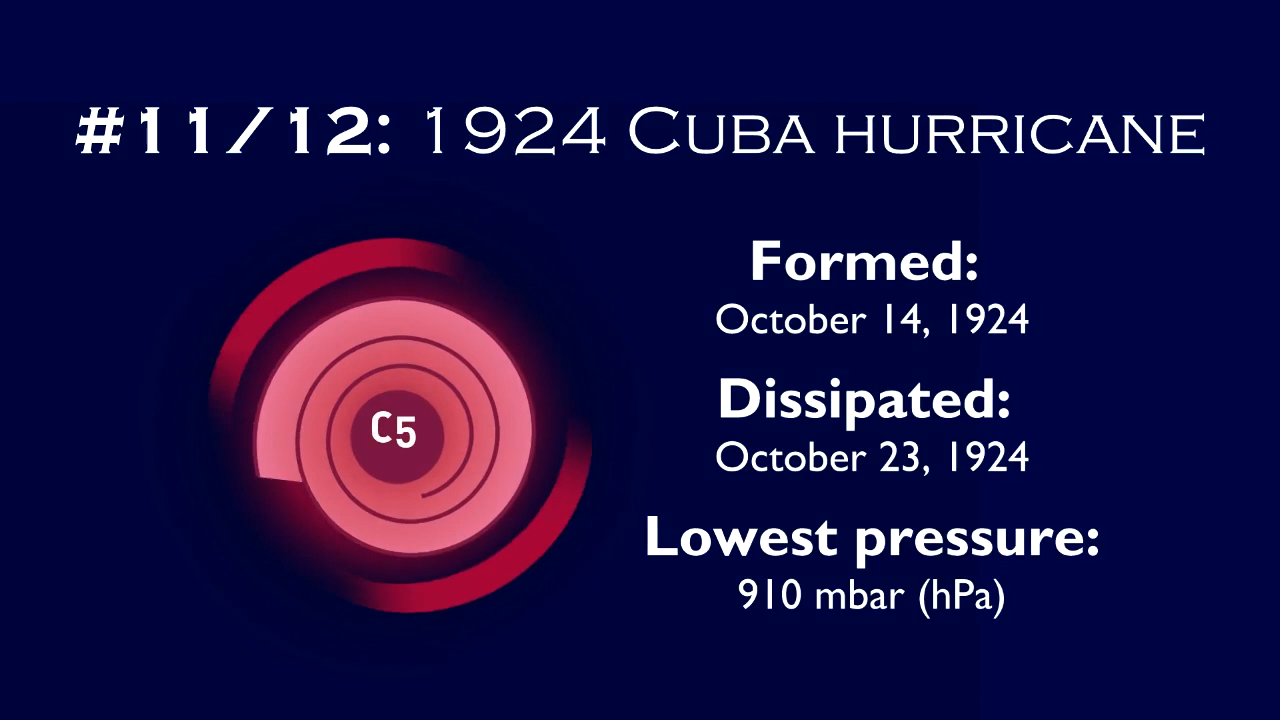 #11/12: 1924 Cuba hurricane
C5
Formed:
October 14, 1924
Dissipated:
October 23, 1924
Lowest pressure:
910 mbar (hPa)